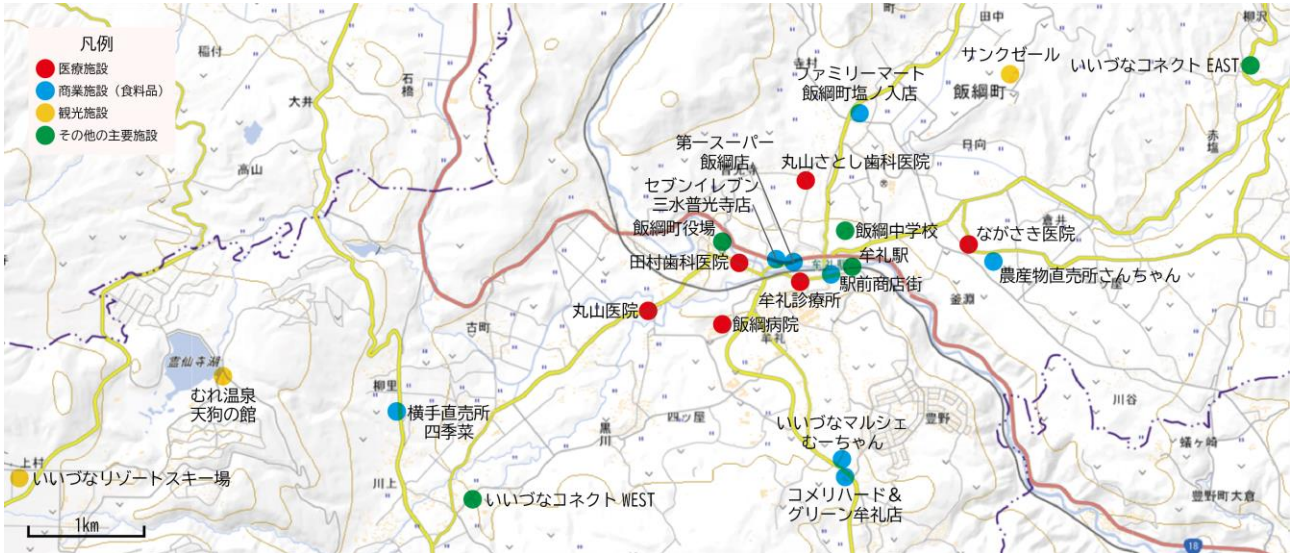 凡例
医療施設
商業施設（食料品）
観光施設
その他の主要施設
稲付
大井
石橋
高山
寺村
町
田中
サンクゼール
飯綱町
いいづなコネクト EAST
柳沢
ファミリーマート
飯綱町塩ノ入店
赤塩
日向
第一スーパー
飯綱店
丸山さとし歯科医院
普光寺
セブンイレブン
三水普光寺店
飯綱町役場
飯綱中学校
倉井
ながさき医院
田村歯科医院
牟礼駅
駅前商店街
農産物直売所さんちゃん
牟礼診療所
釜淵
丸山医院
飯綱病院
牟礼
古町
霊仙寺湖
むれ温泉
天狗の館
柳里
横手直売所
四季菜
黒川
四ッ屋
豊野
川谷
いいづなマルシェ
むーちゃん
蟻ヶ崎
上村
いいづなリゾートスキー場
川上
いいづなコネクト WEST
コメリハード＆
グリーン牟礼店
豊野町大倉
1km
18